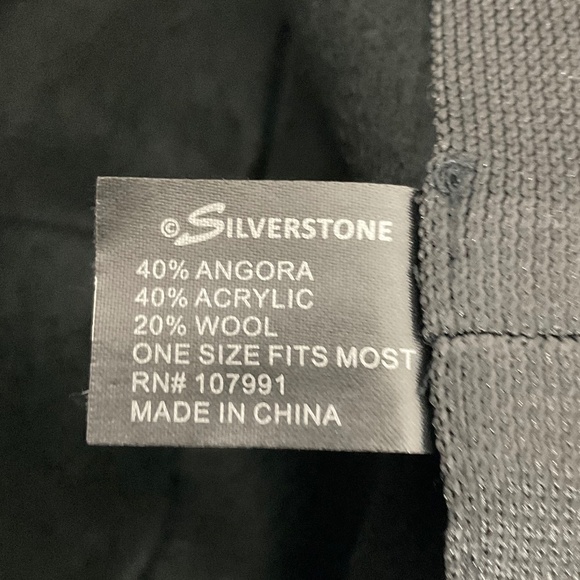 ©SILVERSTONE
40% ANGORA
40% ACRYLIC
20% WOOL
ONE SIZE FITS MOST
RN# 107991
MADE IN CHINA